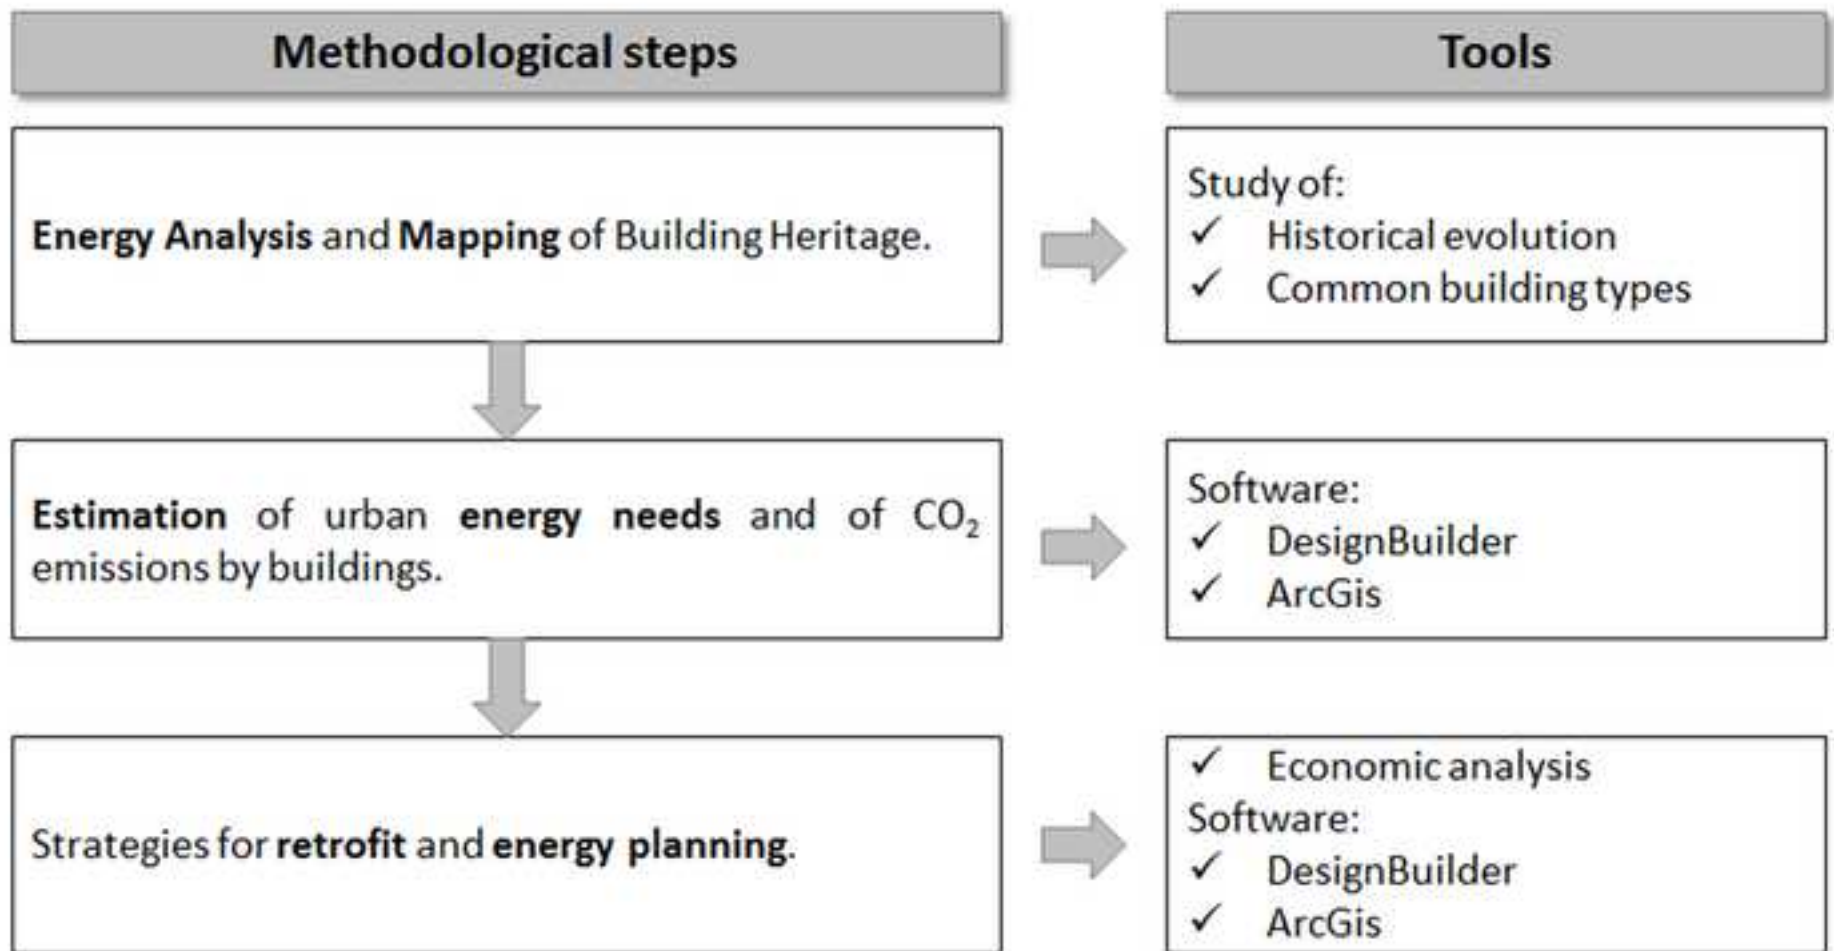 Methodological steps
Tools
Energy Analysis and Mapping of Building Heritage.
Study of:
✓ Historical evolution
✓ Common building types
Estimation of urban energy needs and of CO₂
emissions by buildings.
Software:
✓ DesignBuilder
✓ ArcGis
Strategies for retrofit and energy planning.
✓ Economic analysis
Software:
✓ DesignBuilder
✓ ArcGis